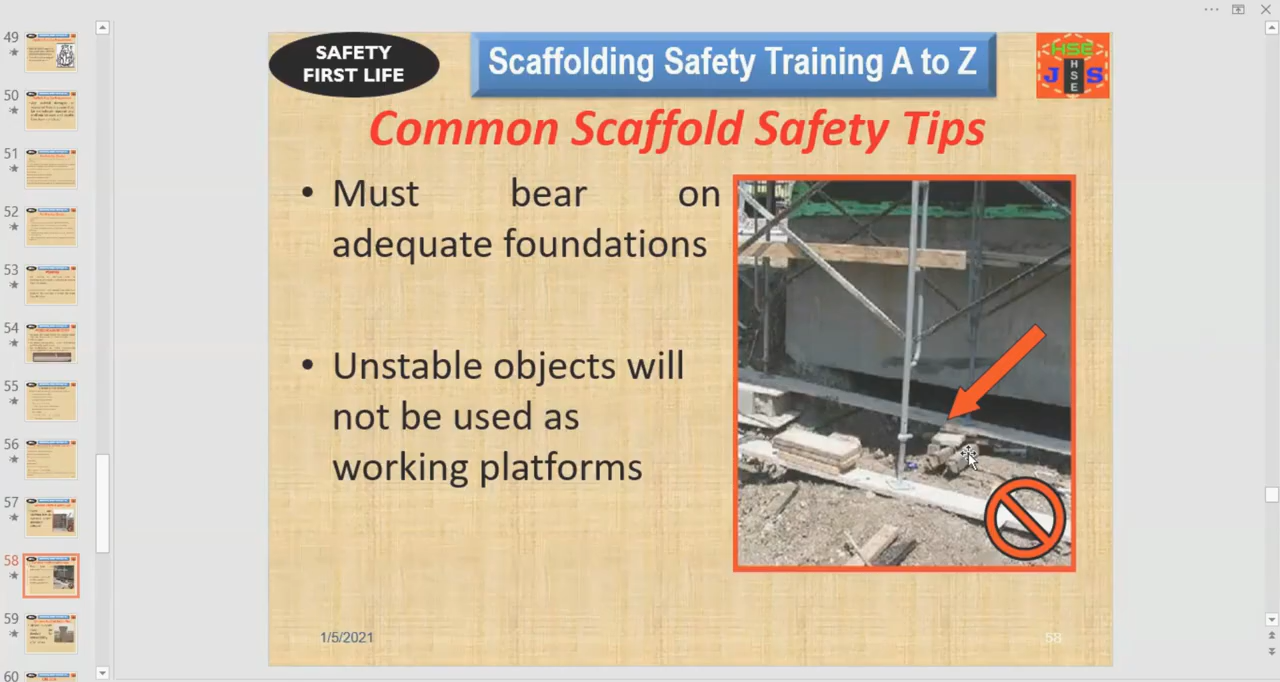 49
50
51
52
53
54
55
56
57
58
59
60
SAFETY
FIRST LIFE
Scaffolding Safety Training A to Z
HSE
J HSE S
Common Scaffold Safety Tips
• Must bear on
adequate foundations
• Unstable objects will
not be used as
working platforms
1/5/2021
58